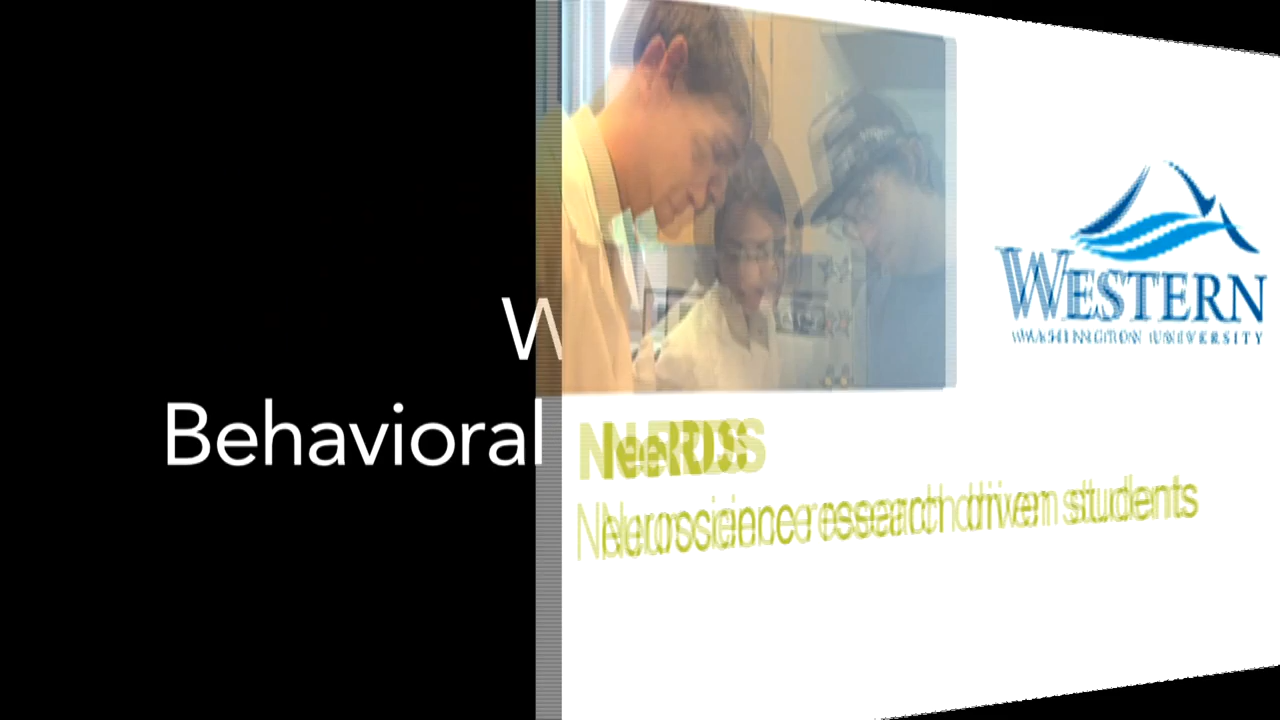 W
Behavioral
WESTERN
WASHINGTON UNIVERSITY
NeRDS
Neuroscience research driven students